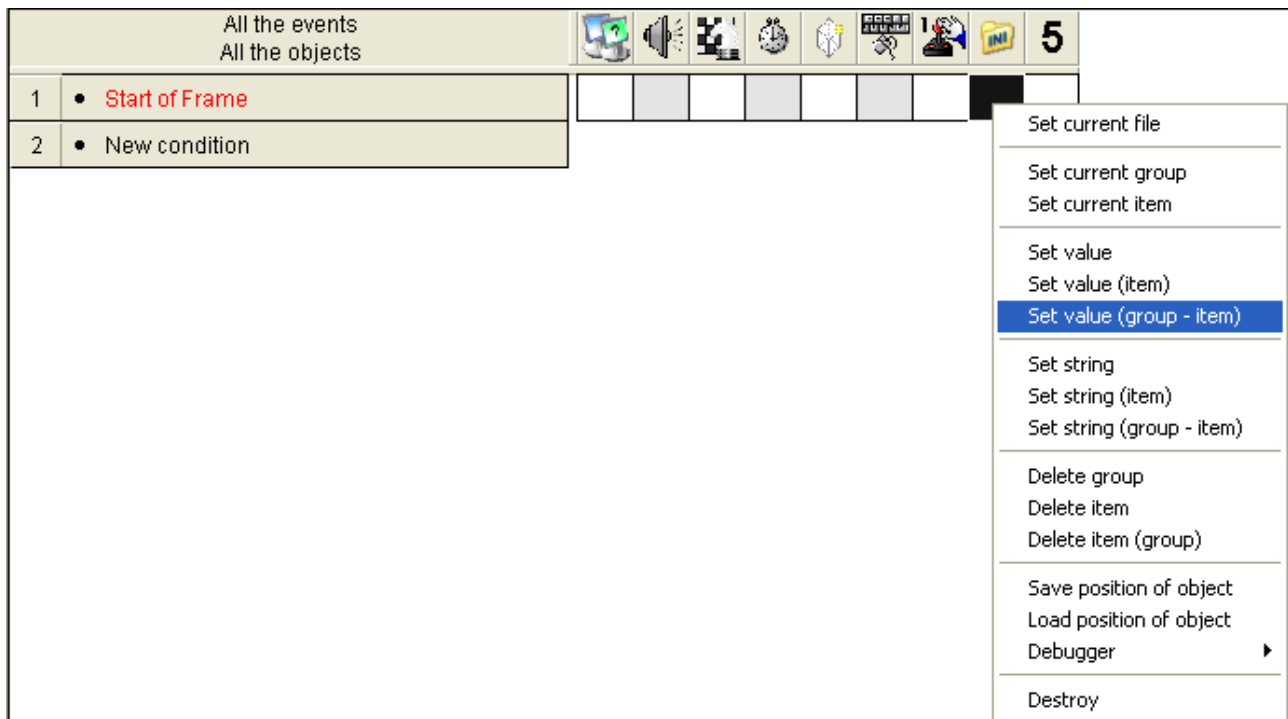 All the events
All the objects
INI
5
1 • Start of Frame
2 • New condition
Set current file
Set current group
Set current item
Set value
Set value (item)
Set value (group - item)
Set string
Set string (item)
Set string (group - item)
Delete group
Delete item
Delete item (group)
Save position of object
Load position of object
Debugger
Destroy